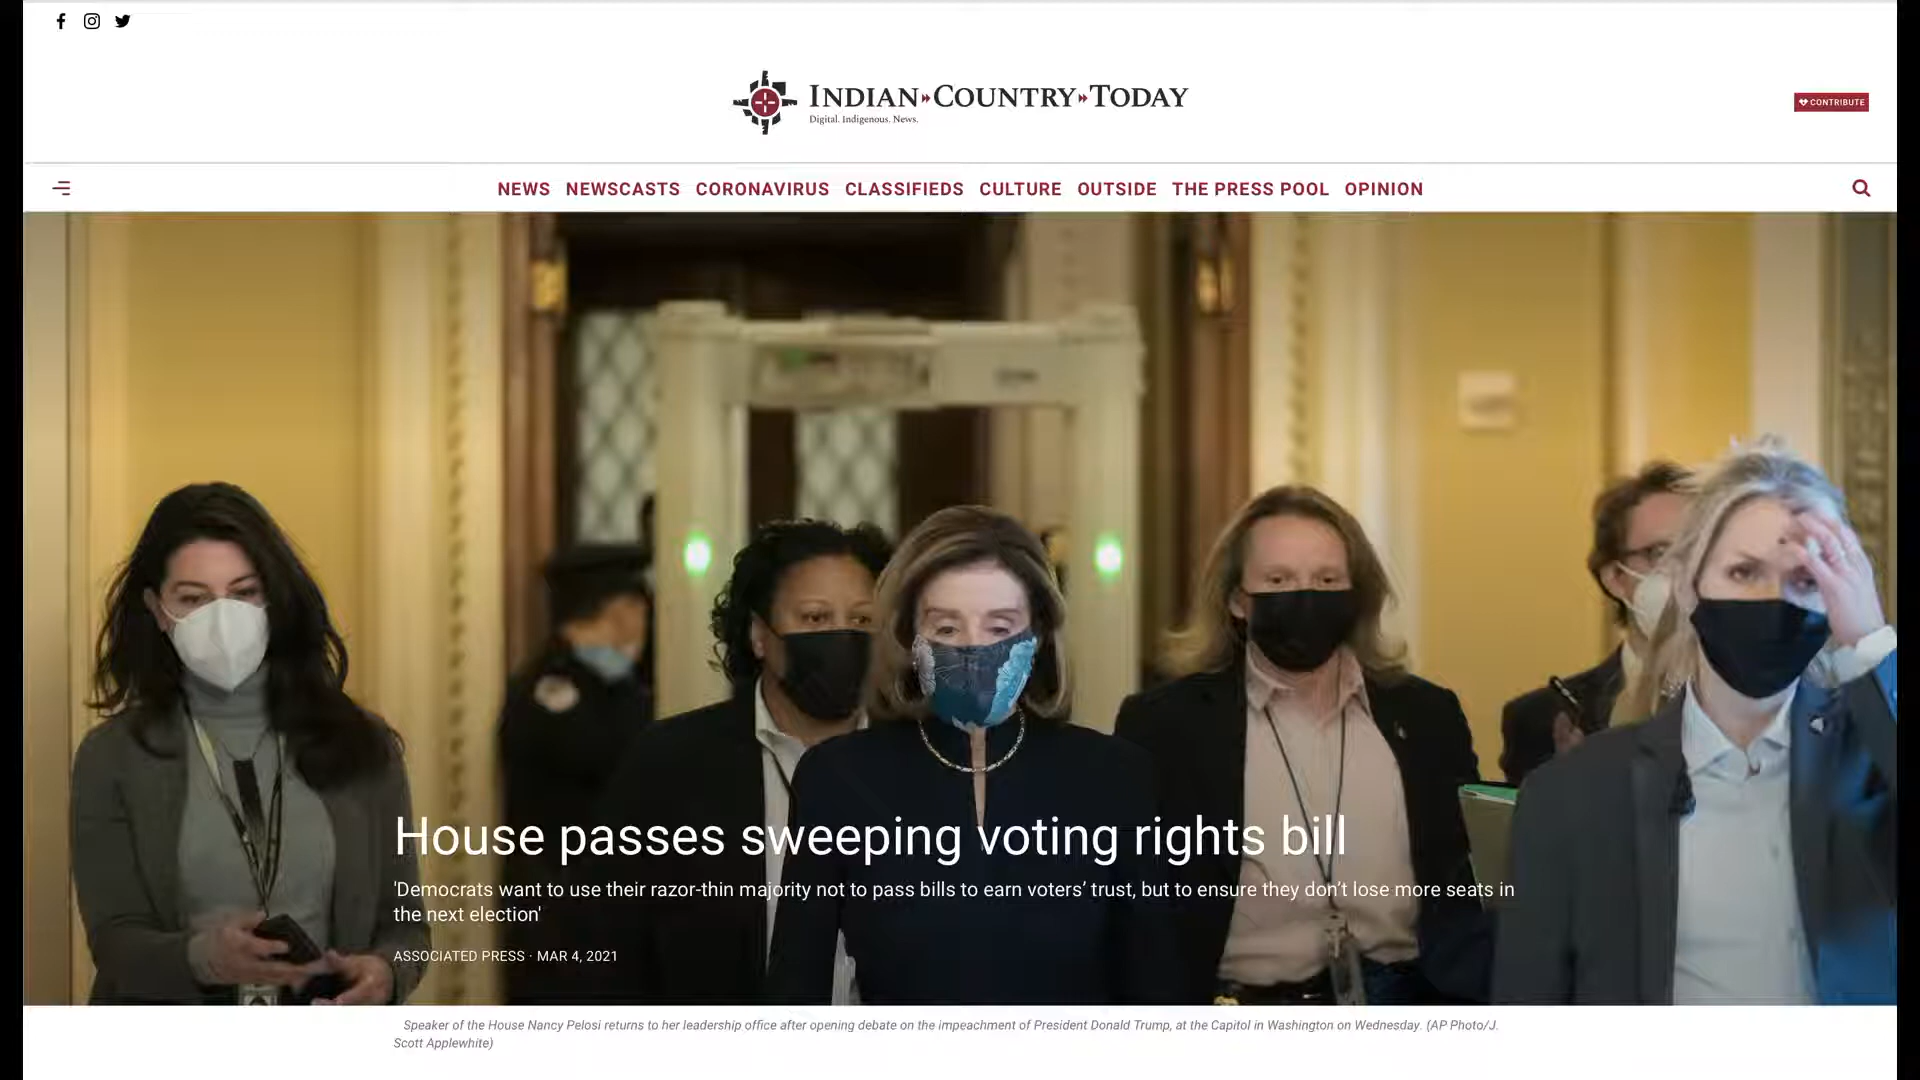 INDIAN COUNTRY TODAY
Digital. Indigenous. News.
CONTRIBUTE
NEWS NEWSCASTS CORONAVIRUS CLASSIFIEDS CULTURE OUTSIDE THE PRESS POOL OPINION
House passes sweeping voting rights bill
'Democrats want to use their razor-thin majority not to pass bills to earn voters’ trust, but to ensure they don’t lose more seats in
the next election'
ASSOCIATED PRESS · MAR 4, 2021
Speaker of the House Nancy Pelosi returns to her leadership office after opening debate on the impeachment of President Donald Trump, at the Capitol in Washington on Wednesday. (AP Photo/J.
Scott Applewhite)